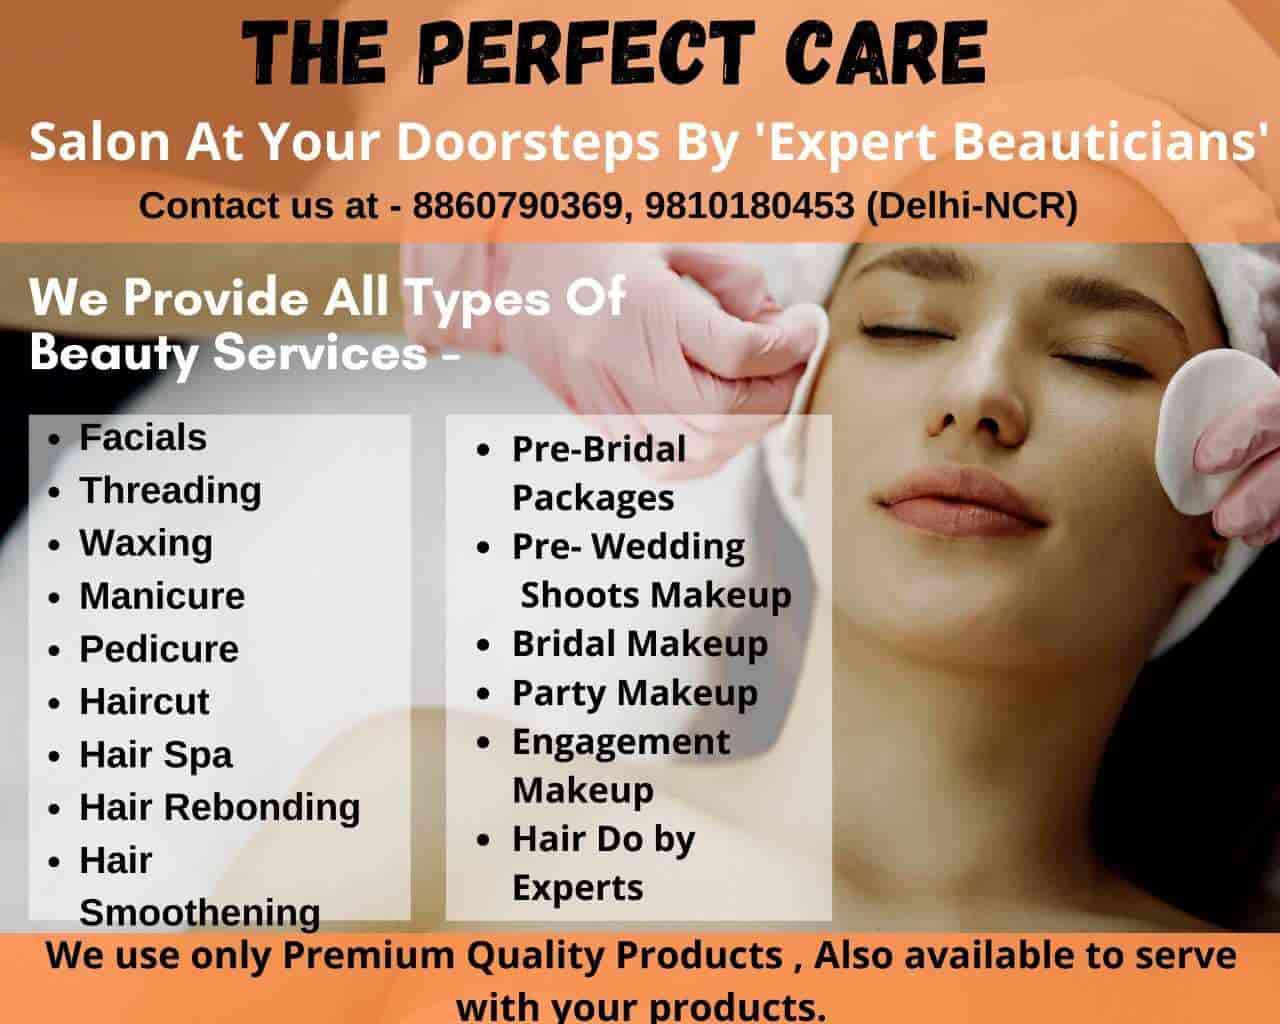 THE PERFECT CARE
Salon At Your Doorsteps By 'Expert Beauticians'
Contact us at - 8860790369, 9810180453 (Delhi-NCR)
We Provide All Types Of
Beauty Services -
• Facials
• Threading
• Waxing
• Manicure
• Pedicure
• Haircut
• Hair Spa
• Hair Rebonding
• Hair
Smoothening
• Pre-Bridal
Packages
• Pre- Wedding
Shoots Makeup
• Bridal Makeup
• Party Makeup
• Engagement
Makeup
• Hair Do by
Experts
We use only Premium Quality Products , Also available to serve
with your products.